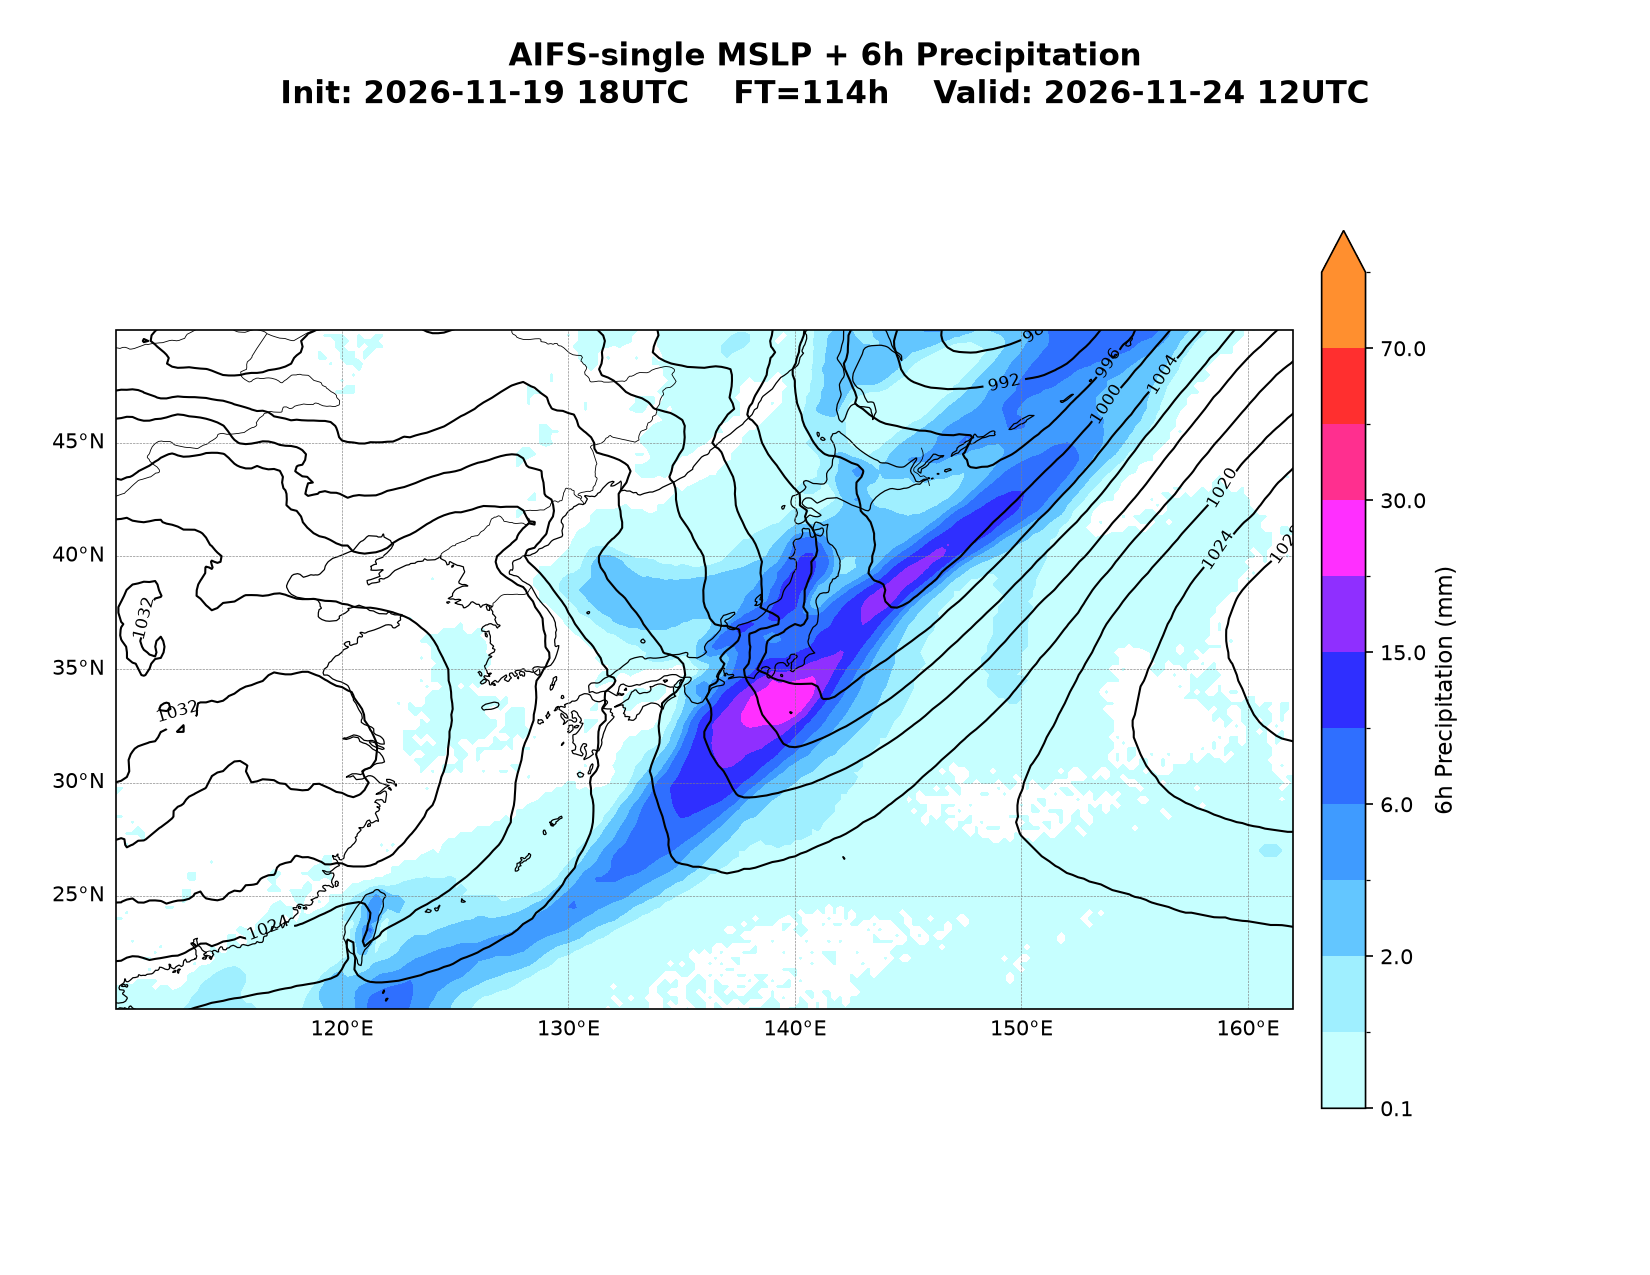 AIFS-single MSLP + 6h Precipitation
Init: 2026-11-19 18UTC    FT=114h    Valid: 2026-11-24 12UTC
992
996
1000
1004
1020
1024
1032
1032
1024
45°N
40°N
35°N
30°N
25°N
120°E
130°E
140°E
150°E
160°E
70.0
30.0
15.0
6.0
2.0
0.1
6h Precipitation (mm)